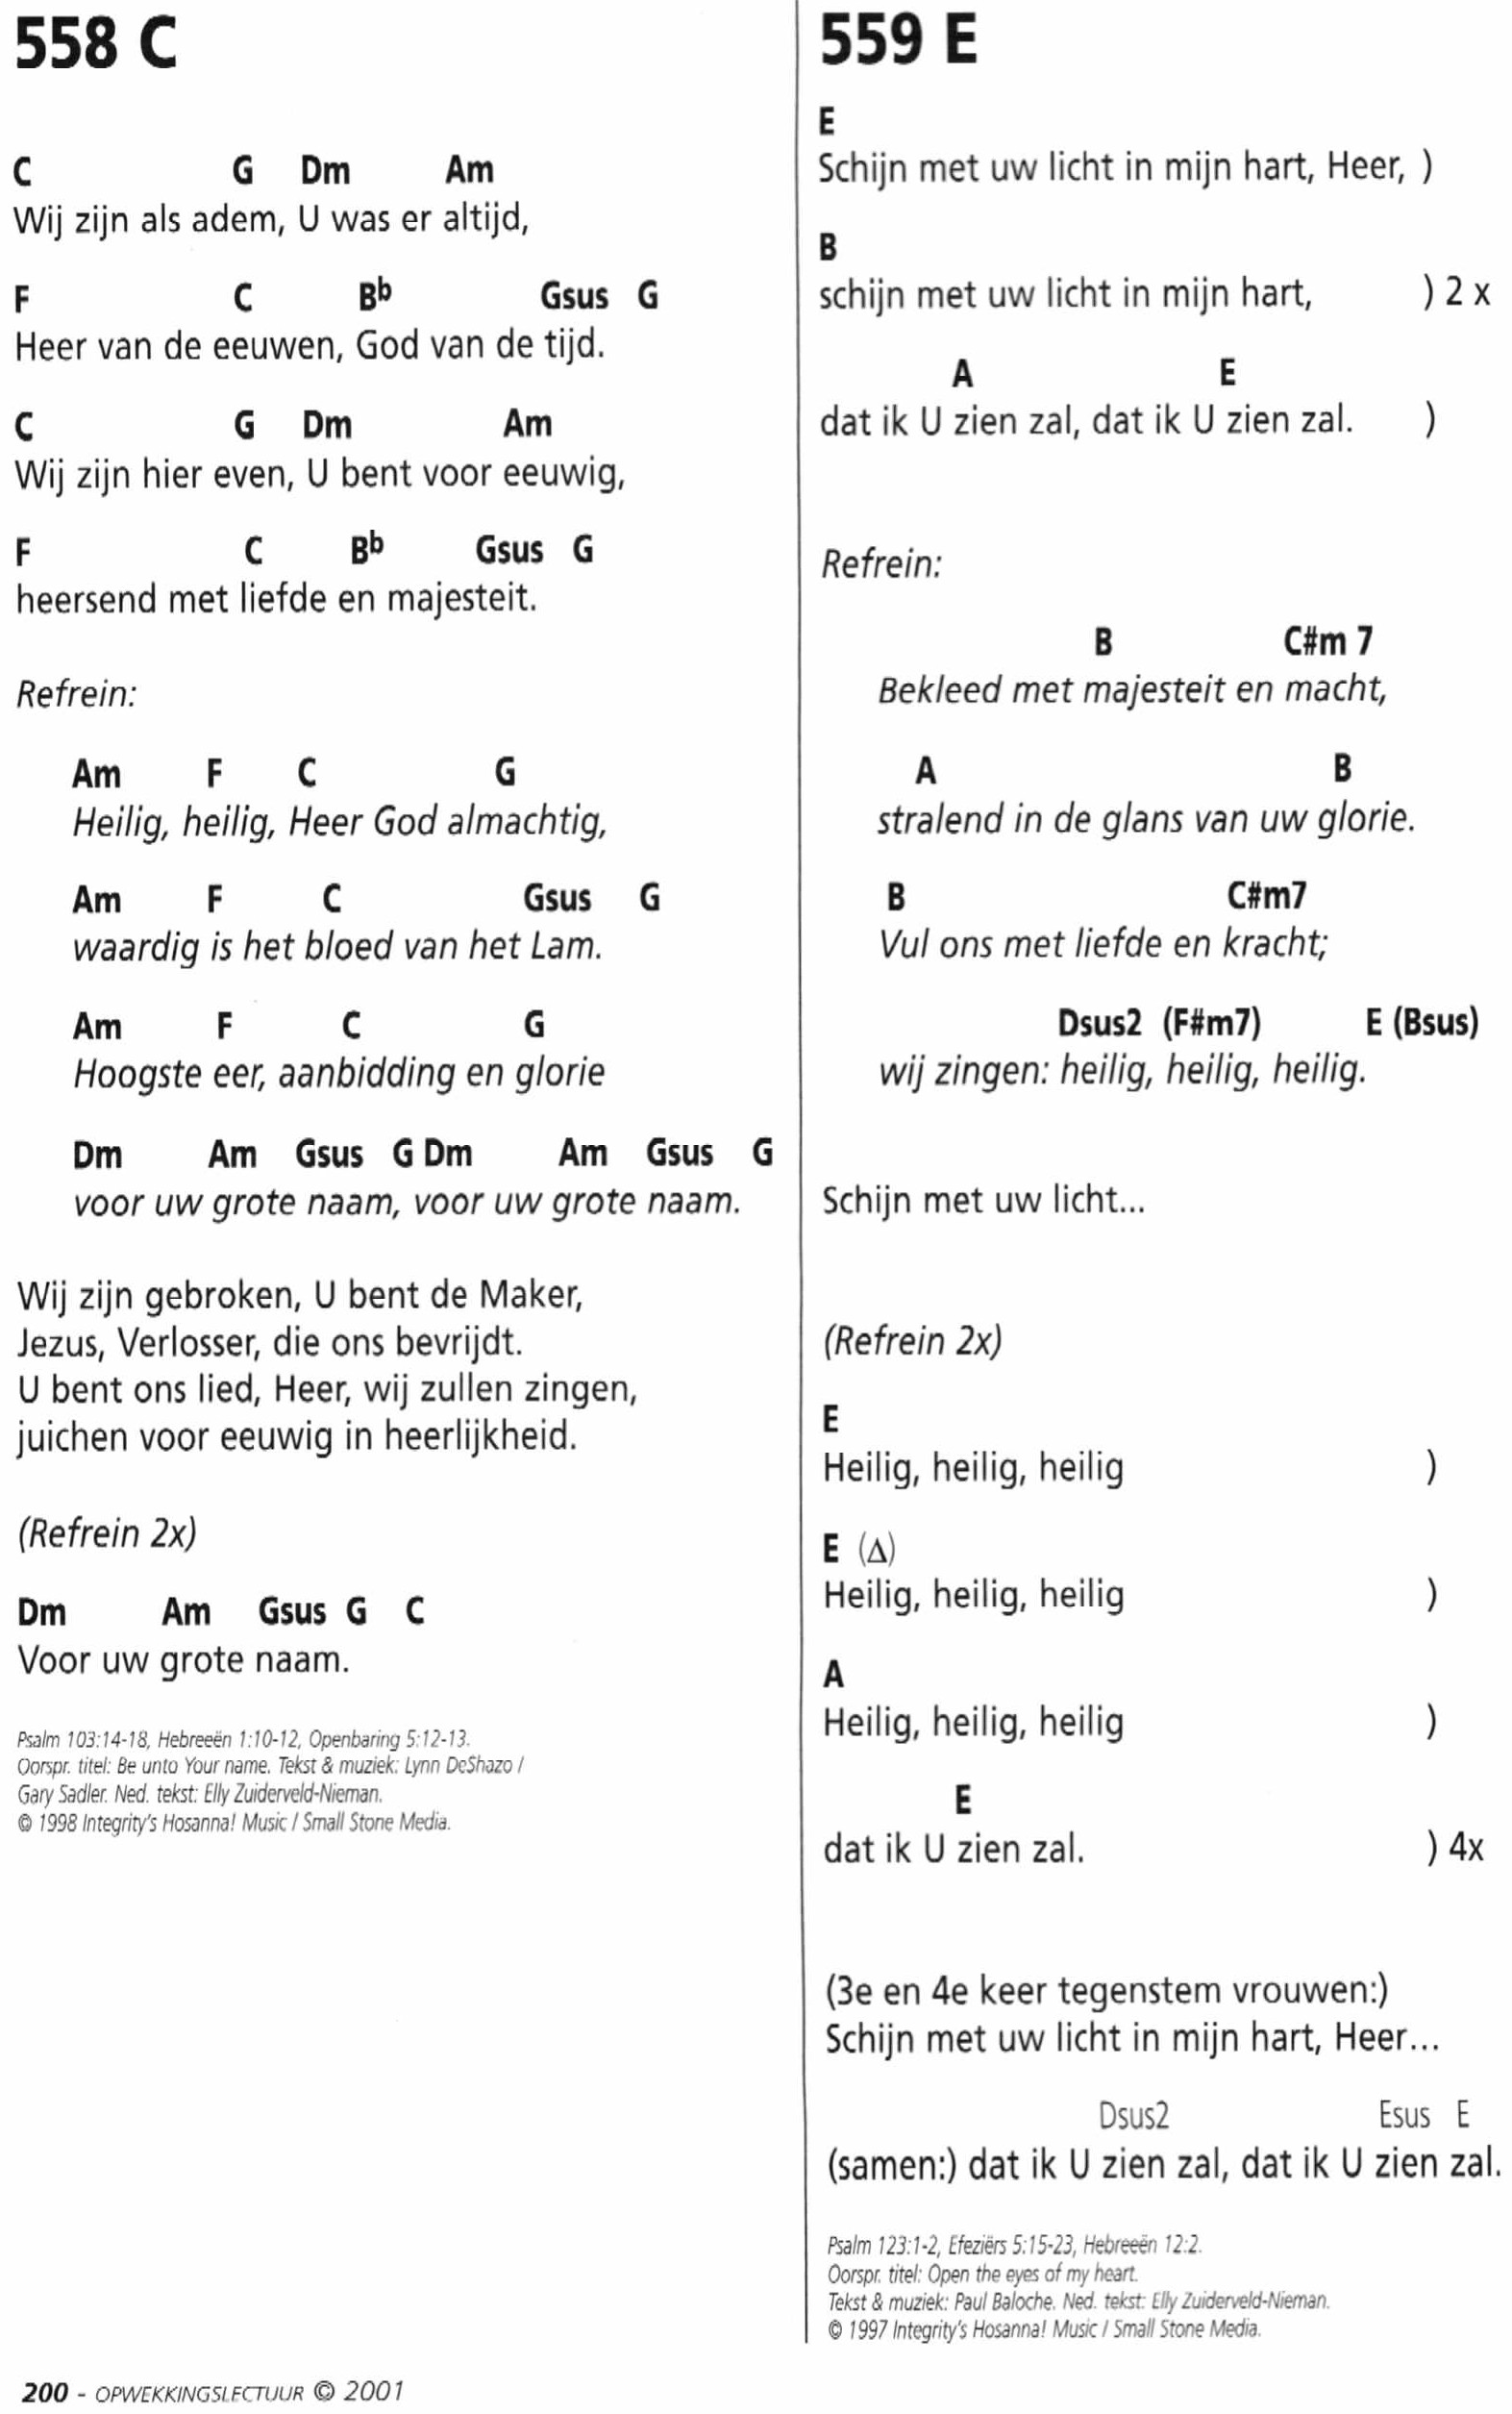 558 C
C G Dm Am
Wij zijn als adem, U was er altijd,
F C Bb Gsus G
Heer van de eeuwen, God van de tijd.
C G Dm Am
Wij zijn hier even, U bent voor eeuwig,
F C Bb Gsus G
heersend met liefde en majesteit.
Refrein:
Am F C G
Heilig, heilig, Heer God almachtig,
Am F C Gsus G
waardig is het bloed van het Lam.
Am F C G
Hoogste eer, aanbidding en glorie
Dm Am Gsus G Dm Am Gsus G
voor uw grote naam, voor uw grote naam.
Wij zijn gebroken, U bent de Maker,
Jezus, Verlosser, die ons bevrijdt.
U bent ons lied, Heer, wij zullen zingen,
juichen voor eeuwig in heerlijkheid.
(Refrein 2x)
Dm Am Gsus G C
Voor uw grote naam.
Psalm 103:14-18, Hebreeën 1:10-12, Openbaring 5:12-13.
Oorspr. titel: Be unto Your name. Tekst & muziek: Lynn DeShazo /
Gary Sadler. Ned. tekst: Elly Zuiderveld-Nieman.
© 1998 Integrity's Hosanna! Music / Small Stone Media.
559 E
E
Schijn met uw licht in mijn hart, Heer, )
B
schijn met uw licht in mijn hart, ) 2 x
A E
dat ik U zien zal, dat ik U zien zal. )
Refrein:
B C#m 7
Bekleed met majesteit en macht,
A B
stralend in de glans van uw glorie.
B C#m7
Vul ons met liefde en kracht;
Dsus2 (F#m7) E (Bsus)
wij zingen: heilig, heilig, heilig.
Schijn met uw licht...
(Refrein 2x)
E
Heilig, heilig, heilig )
E (Δ)
Heilig, heilig, heilig )
A
Heilig, heilig, heilig )
E
dat ik U zien zal. ) 4x
(3e en 4e keer tegenstem vrouwen:)
Schijn met uw licht in mijn hart, Heer...
Dsus2 Esus E
(samen:) dat ik U zien zal, dat ik U zien zal.
Psalm 123:1-2, Efeziërs 5:15-23, Hebreeën 12:2.
Oorspr. titel: Open the eyes of my heart.
Tekst & muziek: Paul Baloche. Ned. tekst: Elly Zuiderveld-Nieman.
© 1997 Integrity's Hosanna! Music / Small Stone Media.
200 - OPWEKKINGSLECTUUR © 2001